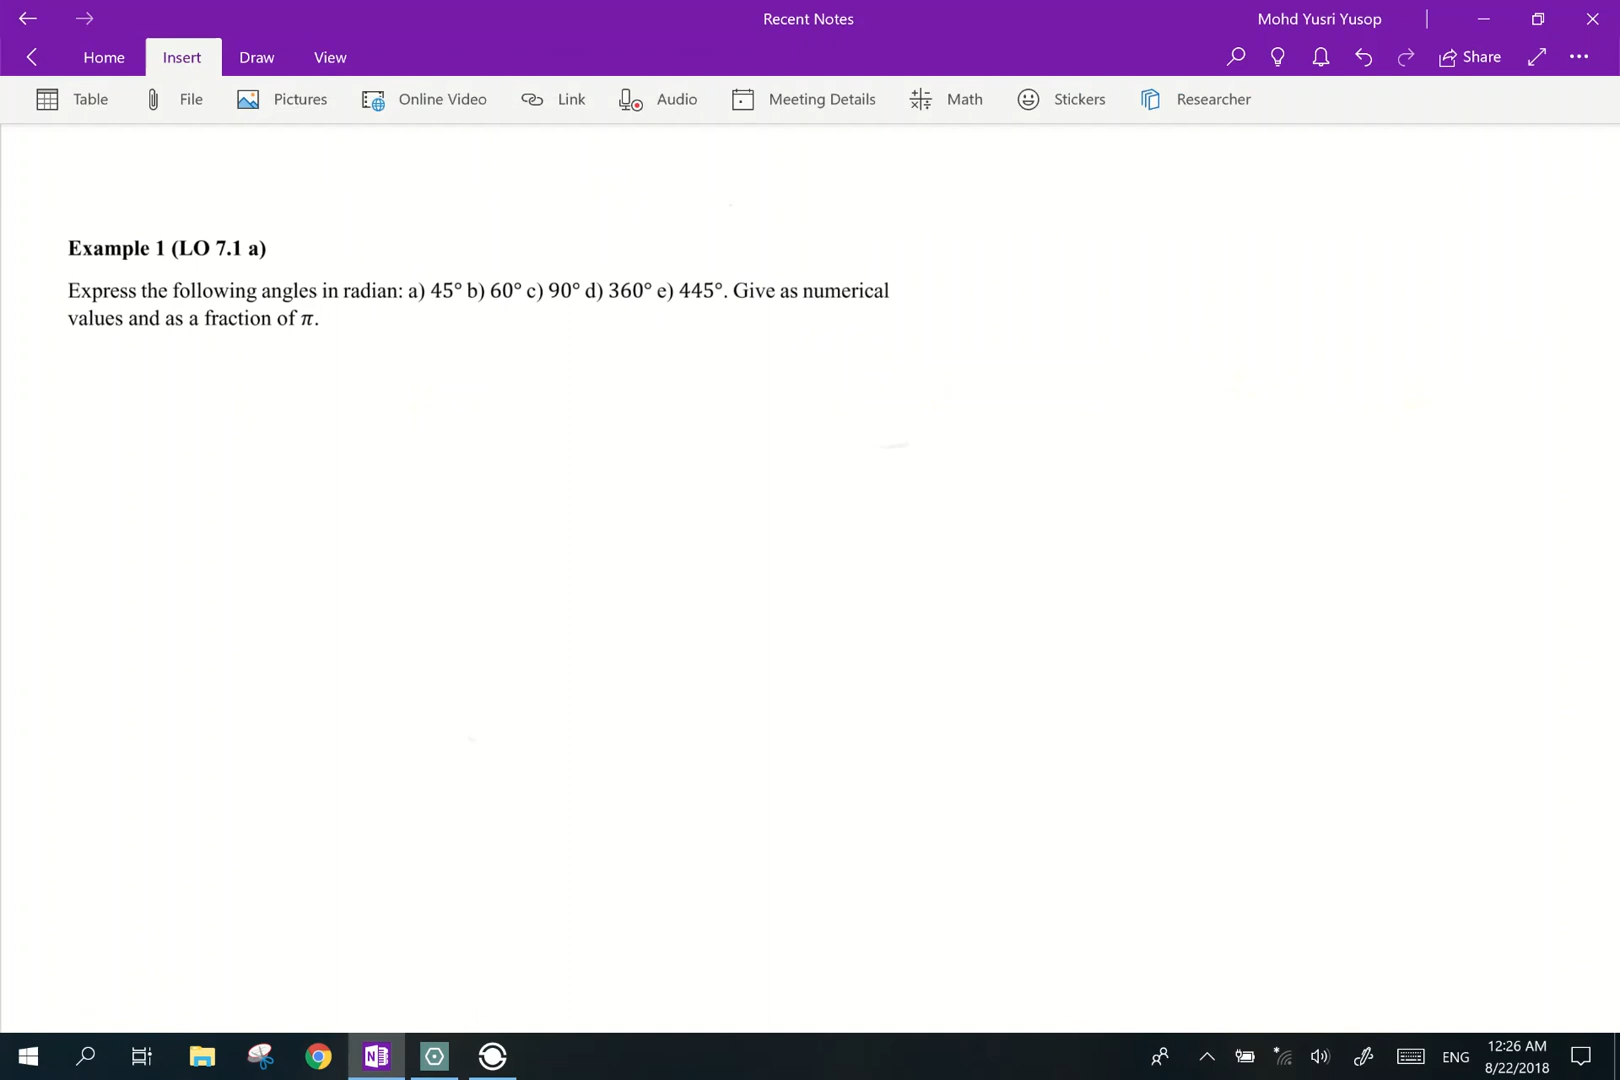 Recent Notes
Mohd Yusri Yusop
Home
Insert
Draw
View
Share
Table
File
Pictures
Online Video
Link
Audio
Meeting Details
Math
Stickers
Researcher
Example 1 (LO 7.1 a)
Express the following angles in radian: a) 45° b) 60° c) 90° d) 360° e) 445°. Give as numerical
values and as a fraction of π.
ENG
12:26 AM
8/22/2018